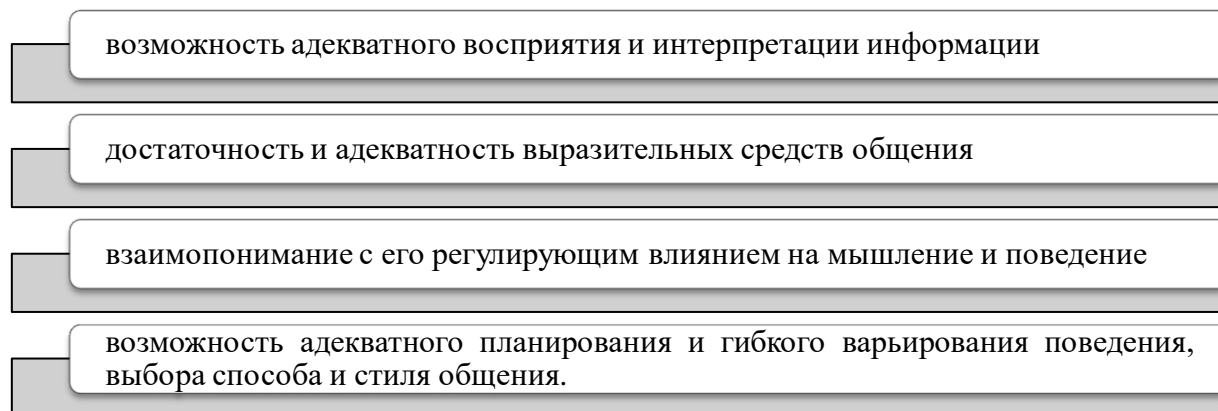 возможность адекватного восприятия и интерпретации информации
достаточность и адекватность выразительных средств общения
взаимопонимание с его регулирующим влиянием на мышление и поведение
возможность адекватного планирования и гибкого варьирования поведения,
выбора способа и стиля общения.